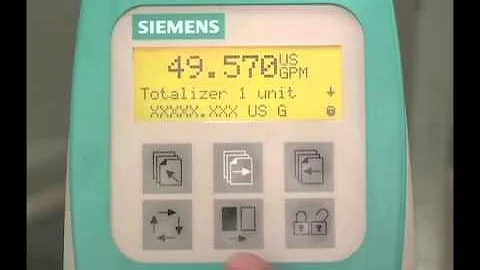 SIEMENS
49.570 US GPM
Totalizer 1 unit
XXXXX.XXX US G